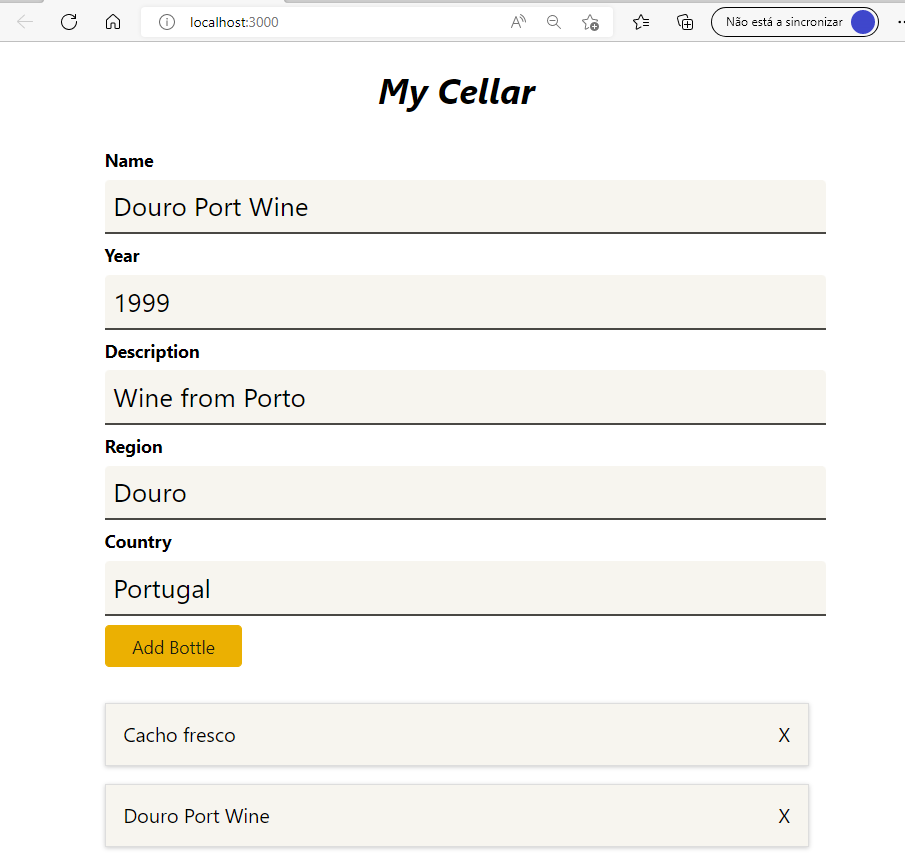 localhost:3000
Não está a sincronizar
My Cellar
Name
Douro Port Wine
Year
1999
Description
Wine from Porto
Region
Douro
Country
Portugal
Add Bottle
Cacho fresco X
Douro Port Wine X